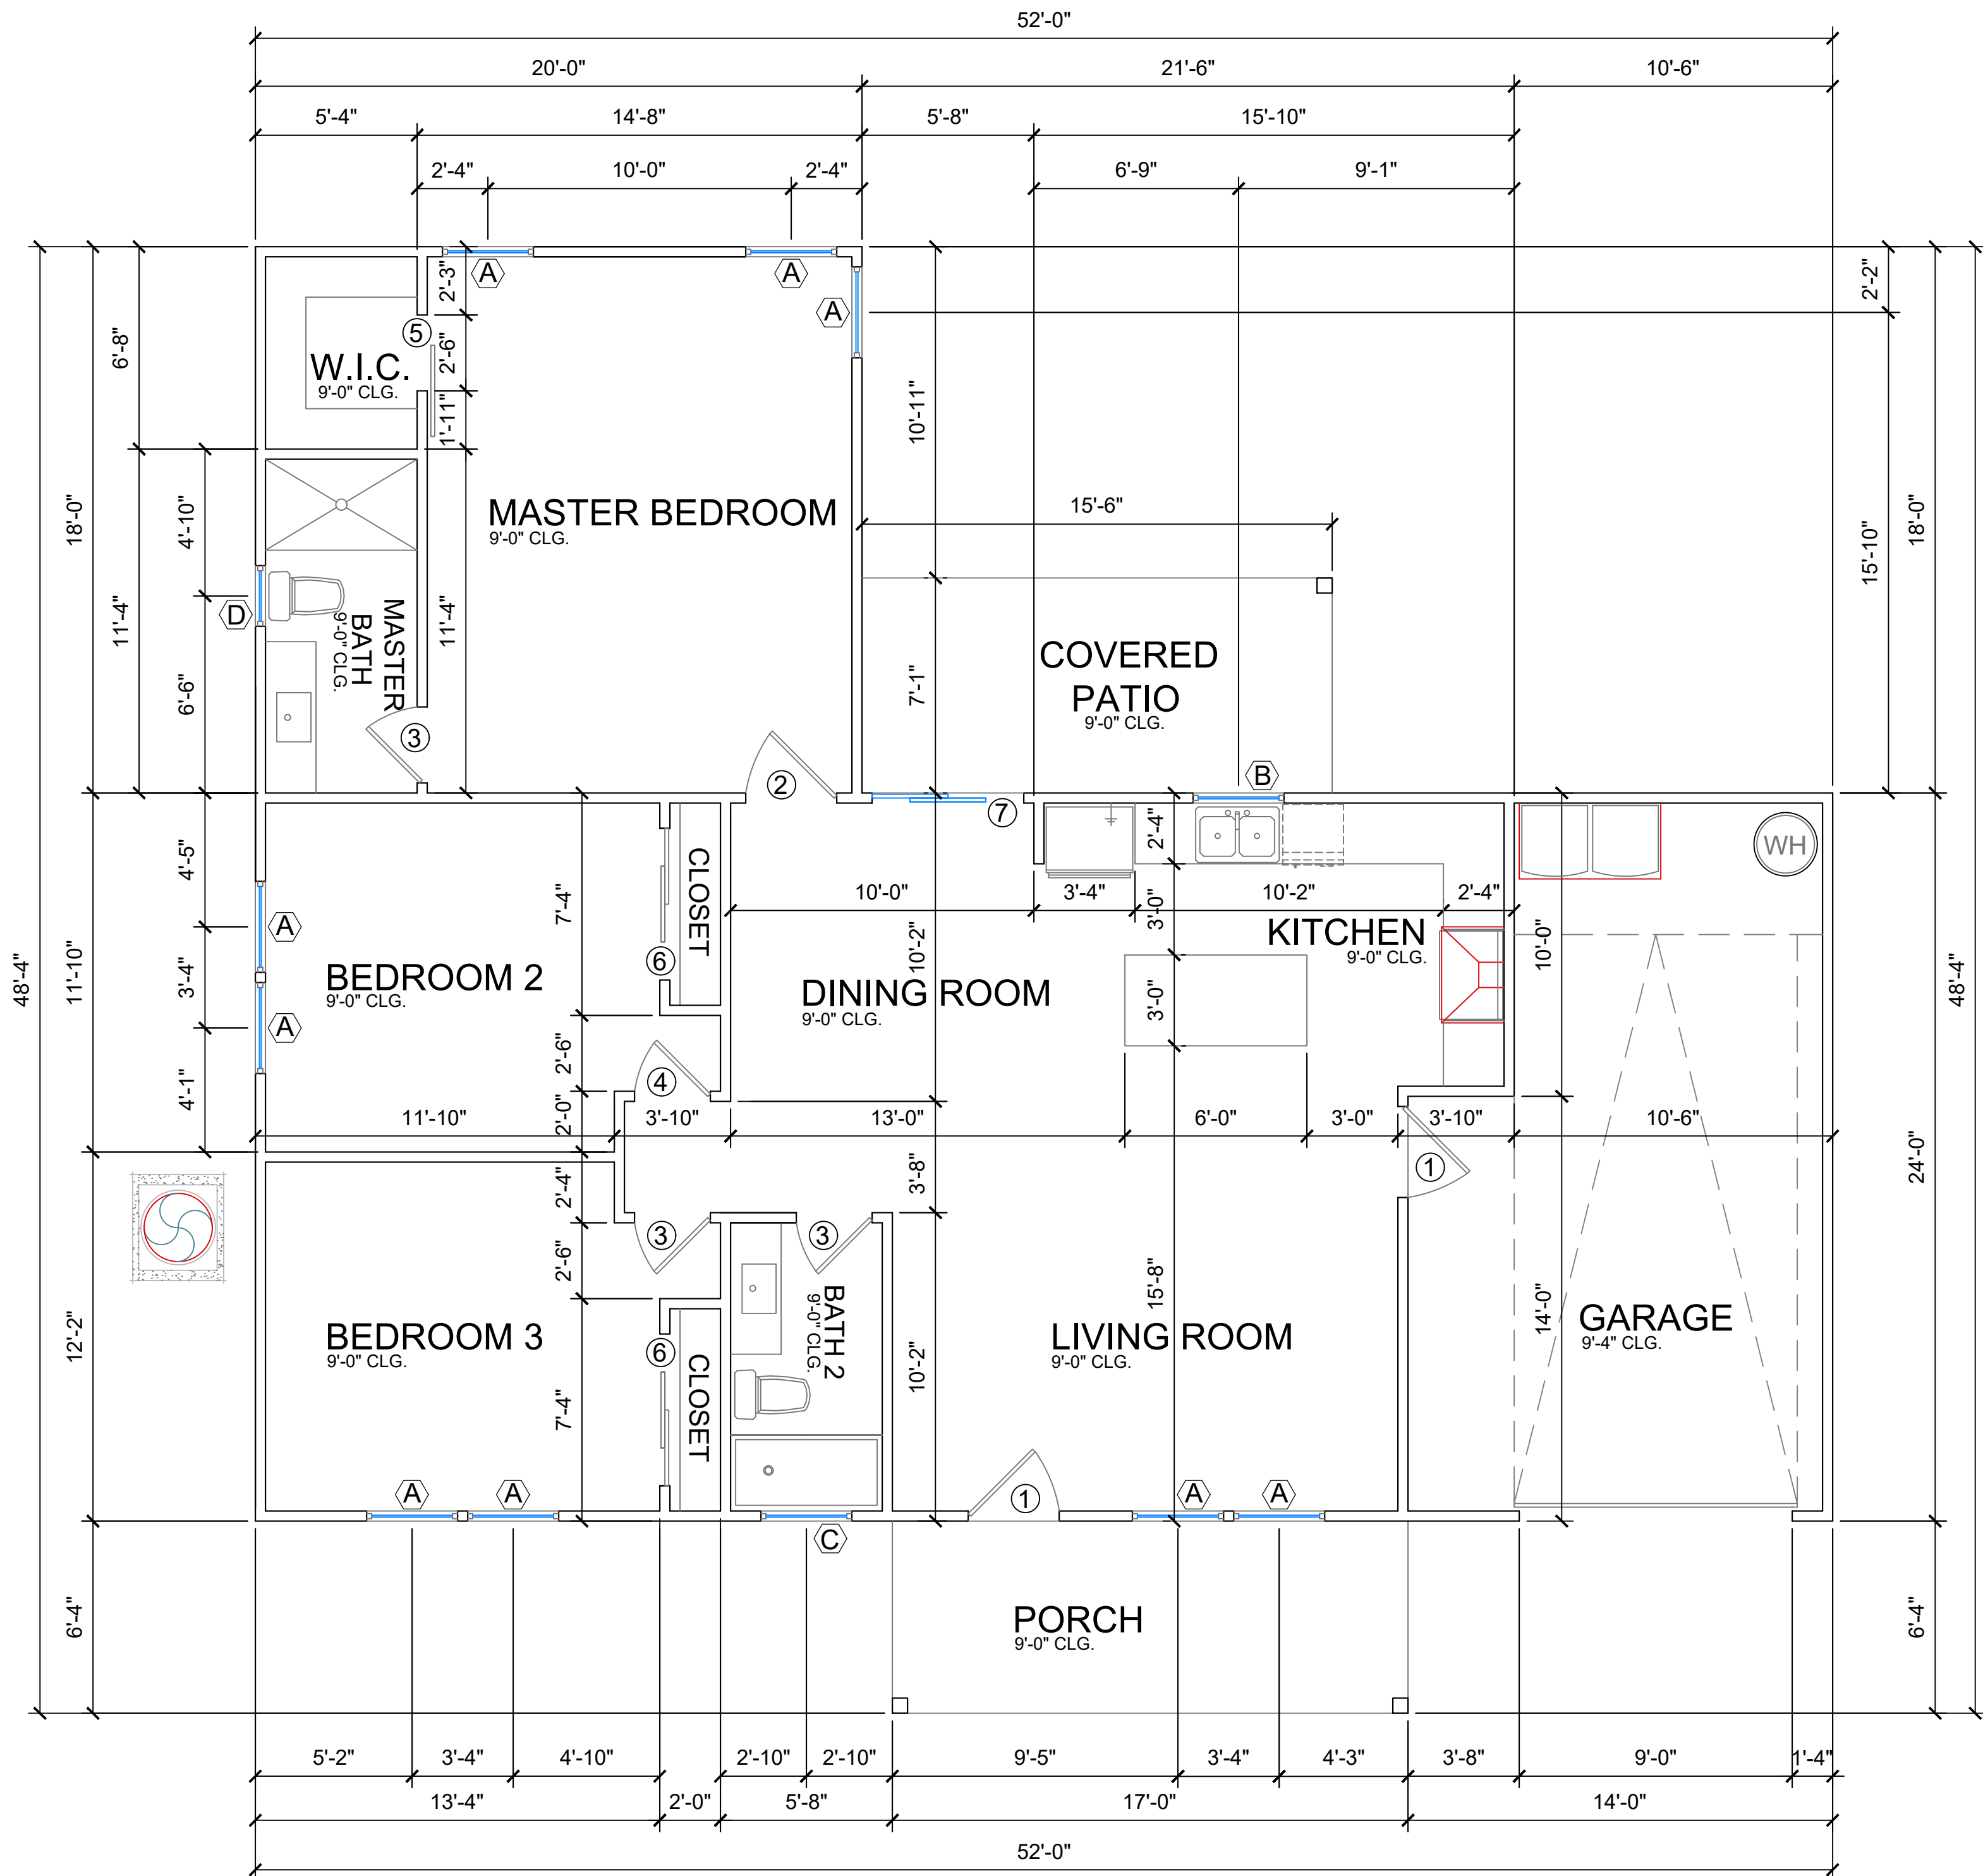 52'-0"
20'-0" 21'-6" 10'-6"
5'-4" 14'-8" 5'-8" 15'-10"
2'-4" 10'-0" 2'-4" 6'-9" 9'-1"
A A
2'-3"
2'-2"
A
5
2'-6"
6'-8"
W.I.C.
9'-0" CLG.
1'-11"
10'-11"
18'-0"
4'-10"
MASTER BEDROOM
9'-0" CLG.
15'-6"
15'-10"
18'-0"
11'-4"
D
MASTER
BATH
9'-0" CLG.
11'-4"
6'-6"
3
COVERED
PATIO
9'-0" CLG.
7'-1"
2
B
7
4'-5"
CLOSET
2'-4"
WH
7'-4"
10'-0" 3'-4" 10'-2" 2'-4"
A
3'-0"
KITCHEN
9'-0" CLG.
48'-4"
11'-10"
3'-4"
BEDROOM 2
9'-0" CLG.
6
10'-2"
DINING ROOM
9'-0" CLG.
3'-0"
10'-0"
48'-4"
A
2'-6"
4
4'-1"
2'-0"
11'-10" 3'-10" 13'-0" 6'-0" 3'-0" 3'-10" 10'-6"
1
24'-0"
2'-4"
3'-8"
3 3
2'-6"
15'-8"
12'-2"
BEDROOM 3
9'-0" CLG.
6
CLOSET
BATH 2
9'-0" CLG.
10'-2"
LIVING ROOM
9'-0" CLG.
14'-0"
GARAGE
9'-4" CLG.
7'-4"
A A
1
A A
C
6'-4"
PORCH
9'-0" CLG.
6'-4"
5'-2" 3'-4" 4'-10" 2'-10" 2'-10" 9'-5" 3'-4" 4'-3" 3'-8" 9'-0" 1'-4"
13'-4" 2'-0" 5'-8" 17'-0" 14'-0"
52'-0"